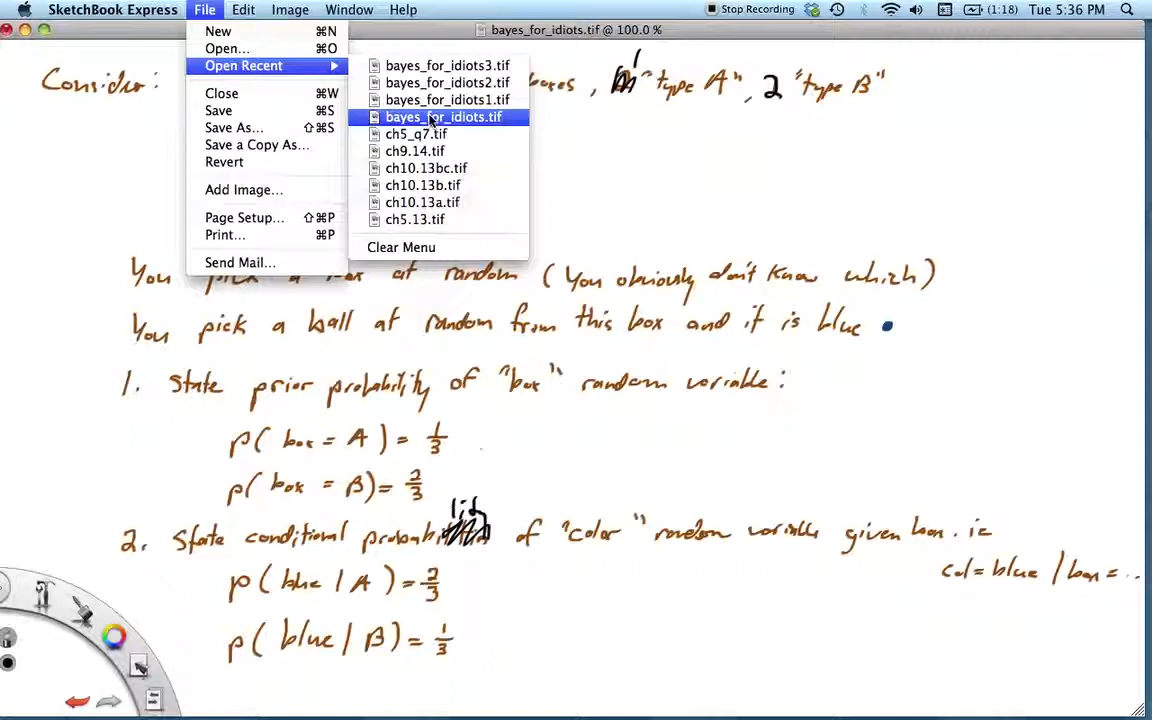 SketchBook Express File Edit Image Window Help Stop Recording (1:18) Tue 5:36 PM
bayes_for_idiots.tif @ 100.0 %
New ⌘N
Open... ⌘O
Open Recent
Close ⌘W
Save ⌘S
Save As... ⇧⌘S
Save a Copy As...
Revert
Add Image...
Page Setup... ⇧⌘P
Print... ⌘P
Send Mail...
bayes_for_idiots3.tif
bayes_for_idiots2.tif
bayes_for_idiots1.tif
bayes_for_idiots.tif
ch5_q7.tif
ch9.14.tif
ch10.13bc.tif
ch10.13b.tif
ch10.13a.tif
ch5.13.tif
Clear Menu
Consider: boxes, 1 "type A", 2 "type B"
You pick a box at random (You obviously don't know which)
You pick a ball at random from this box and it is blue
1. State prior probability of "box" random variable:
p( box = A ) = 1/3
p( box = B) = 2/3
2. State conditional probabilit of "color" random variable given box. ie
col = blue / box = ..
p( blue / A ) = 2/3
p( blue / B ) = 1/3